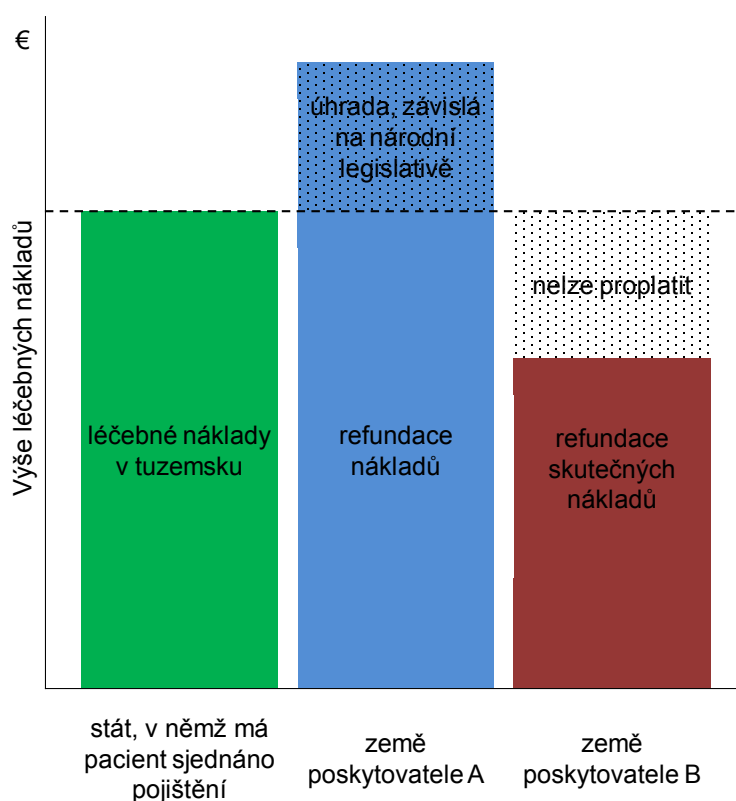 €
Výše léčebných nákladů
úhrada, závislá
na národní
legislativě
nelze proplatit
léčebné náklady
v tuzemsku
refundace
nákladů
refundace
skutečných
nákladů
stát, v němž má
pacient sjednáno
pojištění
země
poskytovatele A
země
poskytovatele B